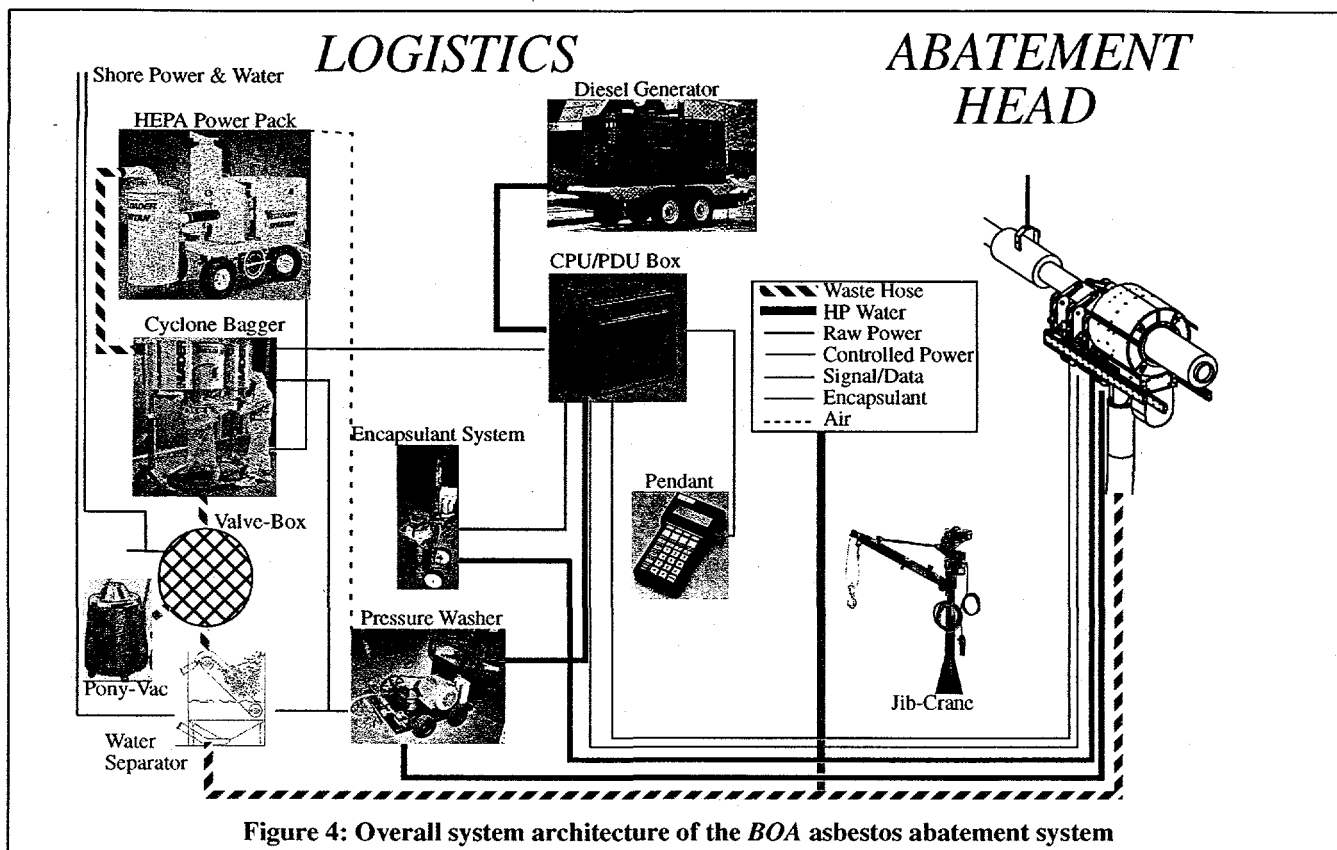 LOGISTICS
ABATEMENT
HEAD
Shore Power & Water
HEPA Power Pack
Diesel Generator
CPU/PDU Box
Cyclone Bagger
Waste Hose
HP Water
Raw Power
Controlled Power
Signal/Data
Encapsulant
Air
Encapsulant System
Pendant
Valve-Box
Pressure Washer
Pony-Vac
Jib-Crane
Water
Separator
Figure 4: Overall system architecture of the BOA asbestos abatement system